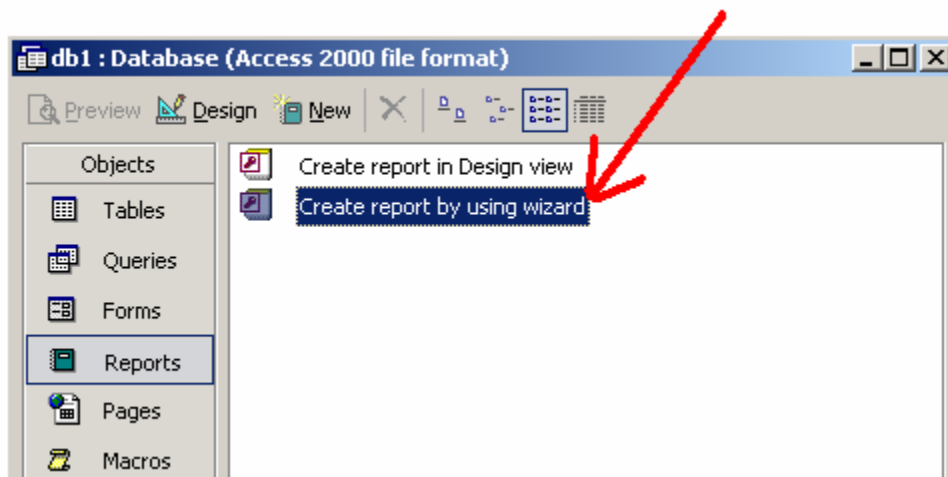 db1 : Database (Access 2000 file format)
Preview Design New
Objects
Create report in Design view
Tables
Create report by using wizard
Queries
Forms
Reports
Pages
Macros